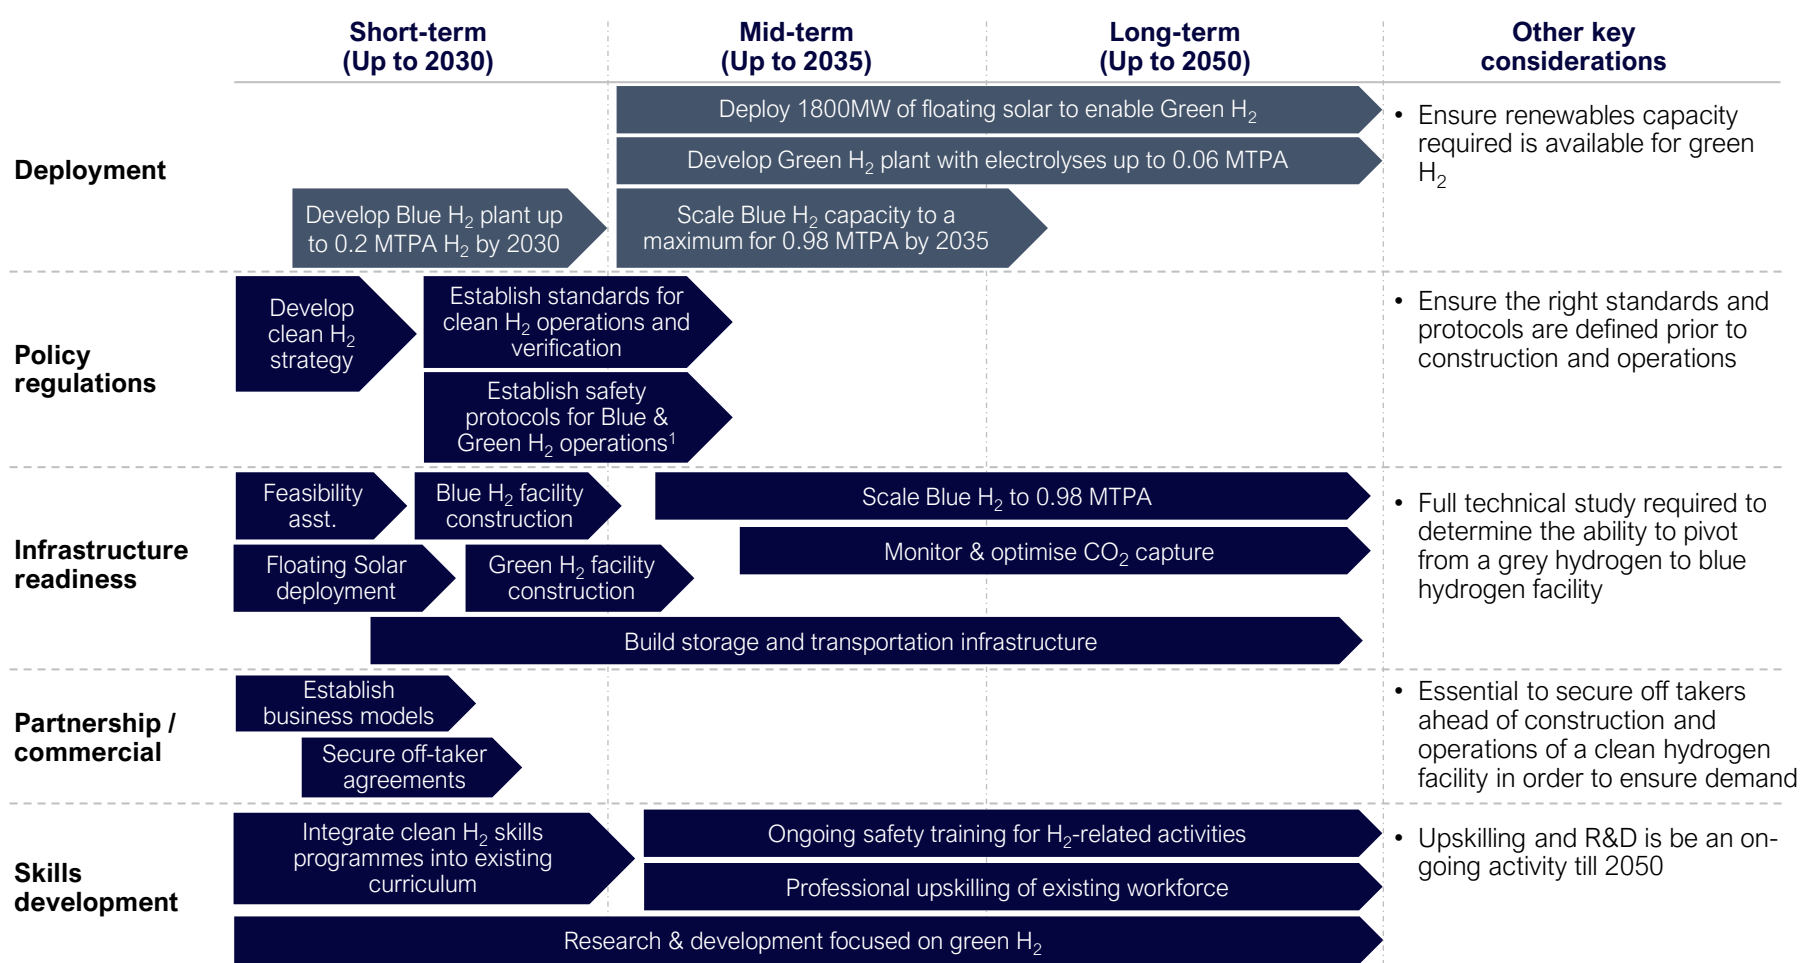 Short-term
(Up to 2030)
Mid-term
(Up to 2035)
Long-term
(Up to 2050)
Other key
considerations
Deployment
Deploy 1800MW of floating solar to enable Green H₂
Develop Green H₂ plant with electrolyses up to 0.06 MTPA
Develop Blue H₂ plant up
to 0.2 MTPA H₂ by 2030
Scale Blue H₂ capacity to a
maximum for 0.98 MTPA by 2035
• Ensure renewables capacity
required is available for green
H₂
Policy
regulations
Develop
clean H₂
strategy
Establish standards for
clean H₂ operations and
verification
Establish safety
protocols for Blue &
Green H₂ operations¹
• Ensure the right standards and
protocols are defined prior to
construction and operations
Infrastructure
readiness
Feasibility
asst.
Blue H₂ facility
construction
Scale Blue H₂ to 0.98 MTPA
Monitor & optimise CO₂ capture
Floating Solar
deployment
Green H₂ facility
construction
Build storage and transportation infrastructure
• Full technical study required to
determine the ability to pivot
from a grey hydrogen to blue
hydrogen facility
Partnership /
commercial
Establish
business models
Secure off-taker
agreements
• Essential to secure off takers
ahead of construction and
operations of a clean hydrogen
facility in order to ensure demand
Skills
development
Integrate clean H₂ skills
programmes into existing
curriculum
Ongoing safety training for H₂-related activities
Professional upskilling of existing workforce
Research & development focused on green H₂
• Upskilling and R&D is be an on-
going activity till 2050